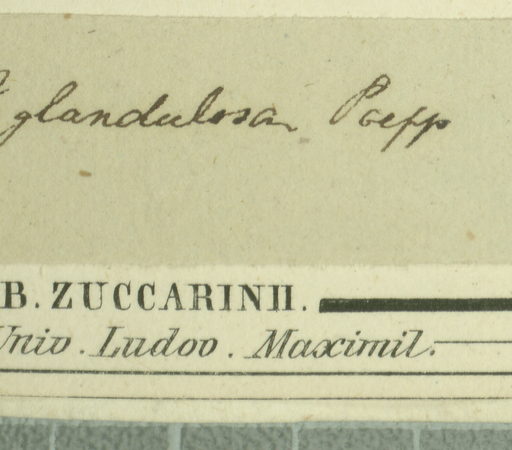 glandulosa Poepp
B. ZUCCARINII.
Univ. Ludov. Maximil.